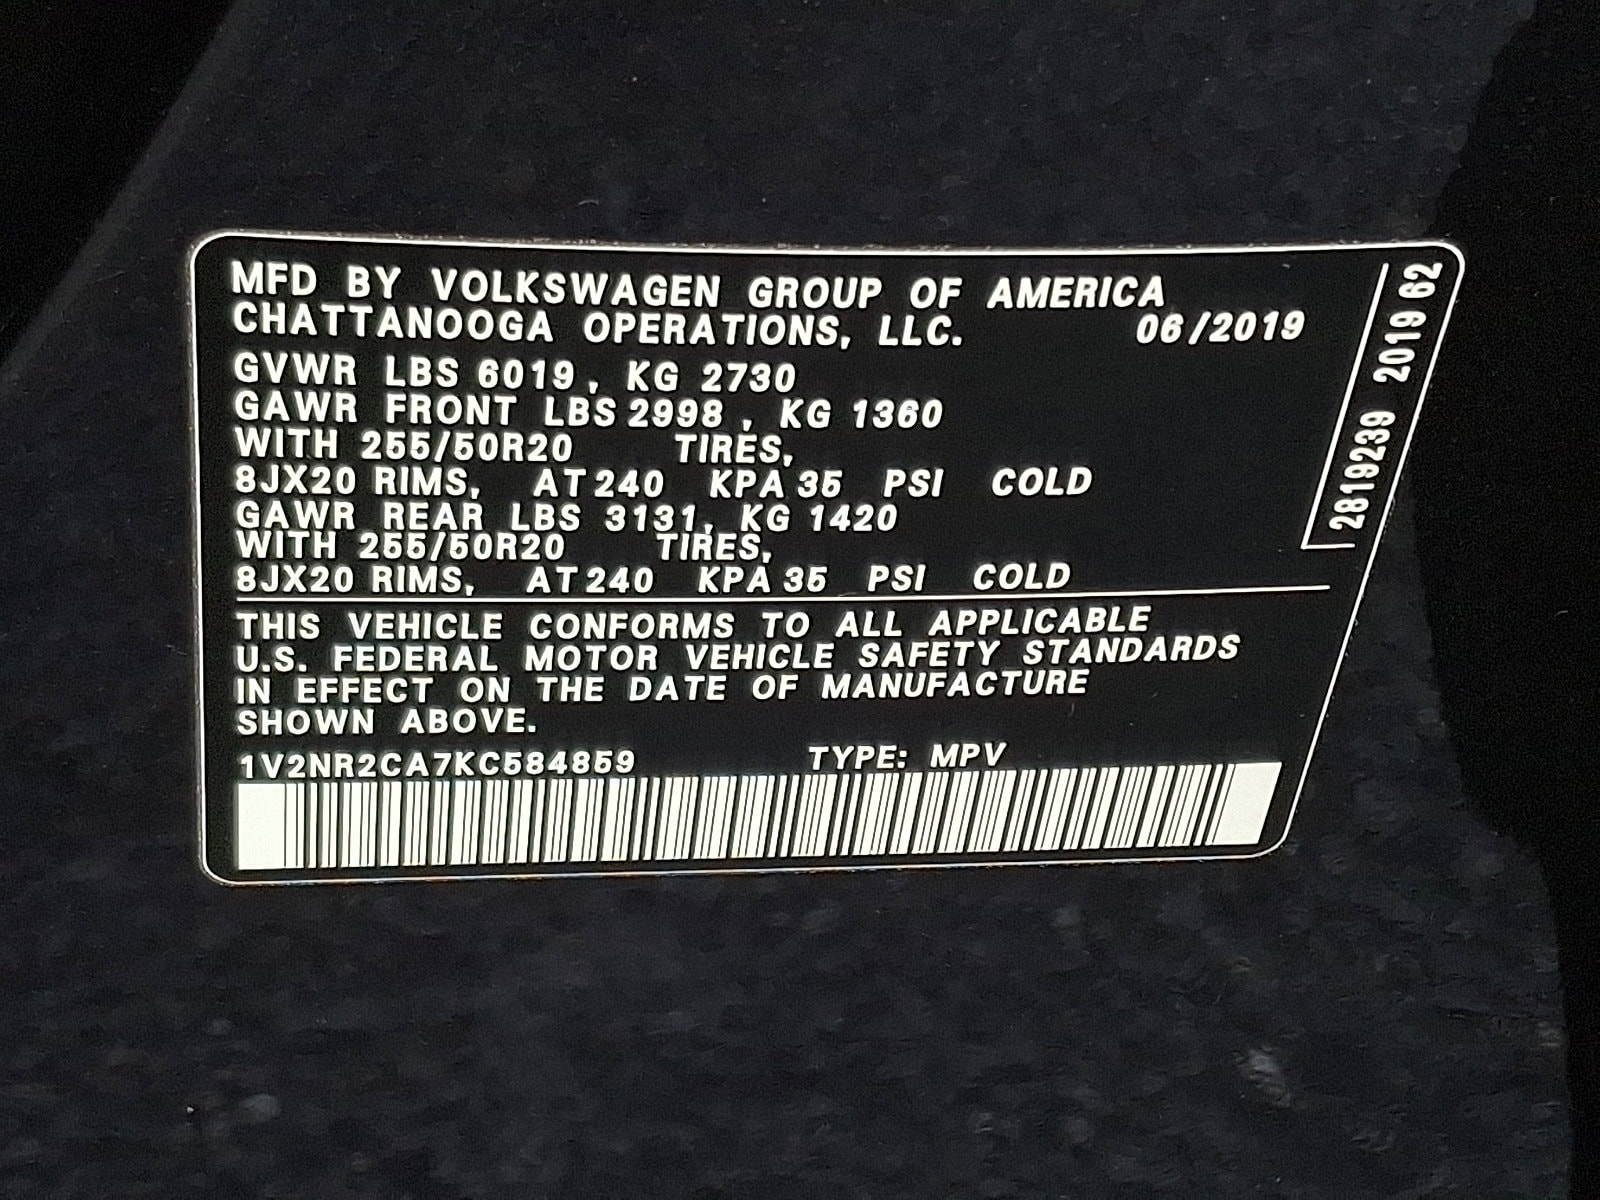 MFD BY VOLKSWAGEN GROUP OF AMERICA
CHATTANOOGA OPERATIONS, LLC. 06/2019
GVWR LBS 6019, KG 2730
GAWR FRONT LBS 2998, KG 1360
WITH 255/50R20 TIRES,
8JX20 RIMS, AT 240 KPA 35 PSI COLD
GAWR REAR LBS 3131, KG 1420
WITH 255/50R20 TIRES,
8JX20 RIMS, AT 240 KPA 35 PSI COLD
THIS VEHICLE CONFORMS TO ALL APPLICABLE
U.S. FEDERAL MOTOR VEHICLE SAFETY STANDARDS
IN EFFECT ON THE DATE OF MANUFACTURE
SHOWN ABOVE.
1V2NR2CA7KC584859 TYPE: MPV
2819239 2019 62